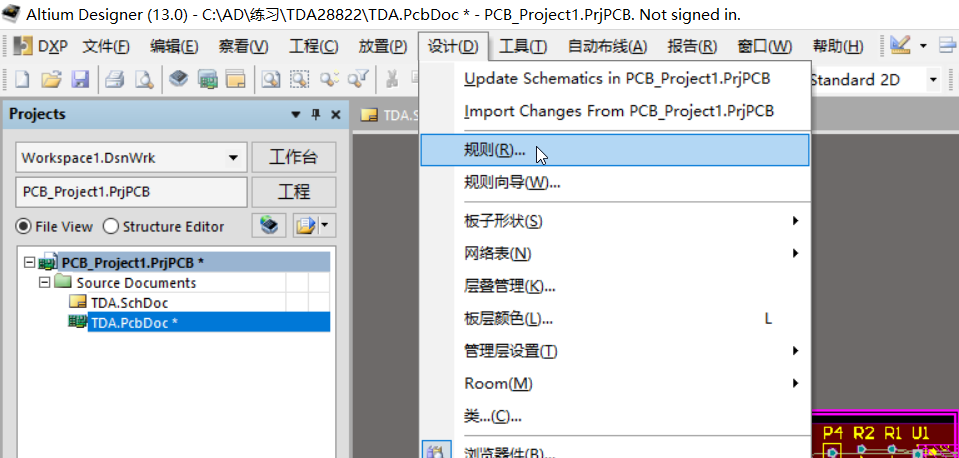 Altium Designer (13.0) - C:\AD\练习\TDA28822\TDA.PcbDoc * - PCB_Project1.PrjPCB. Not signed in.
DXP 文件(F) 编辑(E) 察看(V) 工程(C) 放置(P) 设计(D) 工具(T) 自动布线(A) 报告(R) 窗口(W) 帮助(H)
Standard 2D
Projects
TDA.S
Workspace1.DsnWrk 工作台
PCB_Project1.PrjPCB 工程
File View Structure Editor
PCB_Project1.PrjPCB *
Source Documents
TDA.SchDoc
TDA.PcbDoc *
Update Schematics in PCB_Project1.PrjPCB
Import Changes From PCB_Project1.PrjPCB
规则(R)...
规则向导(W)...
板子形状(S)
网络表(N)
层叠管理(K)...
板层颜色(L)... L
管理层设置(T)
Room(M)
类...(C)...
浏览器件(B)...
P4 R2 R1 U1